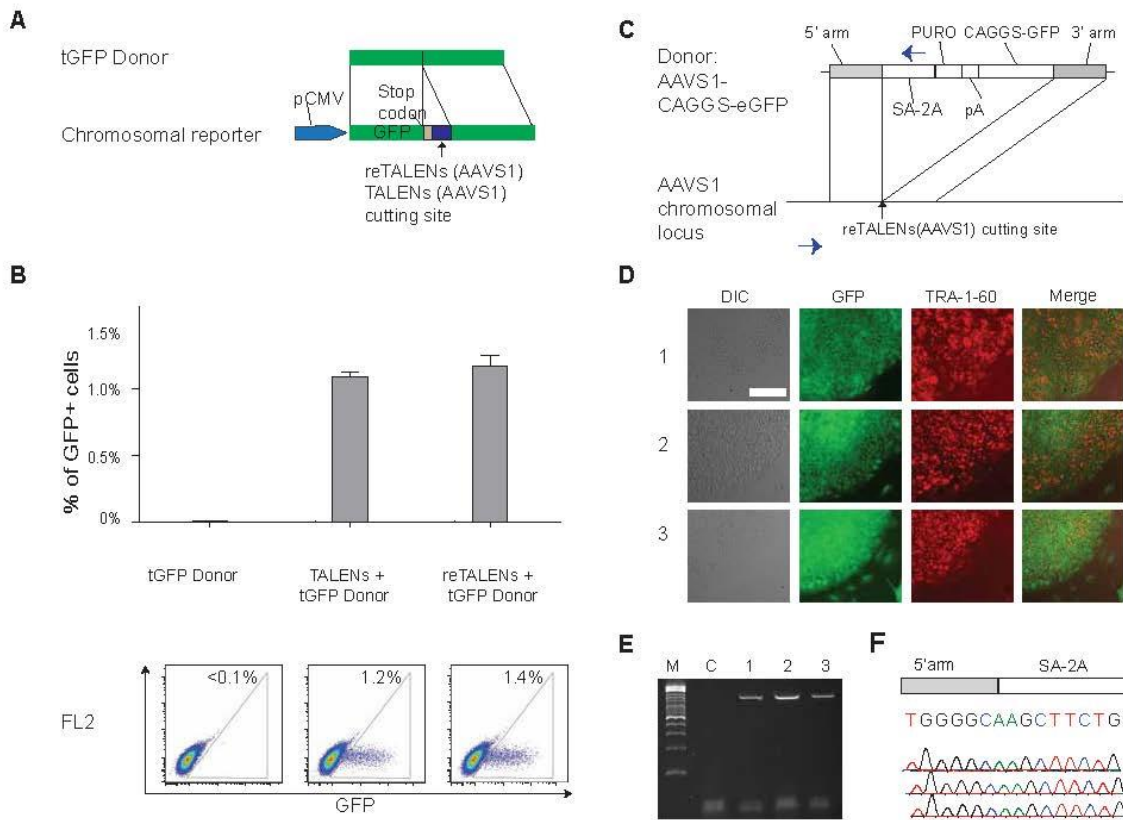 A
tGFP Donor
pCMV
Stop
codon
Chromosomal reporter
GFP
reTALENs (AAVS1)
TALENs (AAVS1)
cutting site
B
% of GFP+ cells
1.5%
1.0%
0.5%
0%
tGFP Donor
TALENs +
tGFP Donor
reTALENs +
tGFP Donor
<0.1%
1.2%
1.4%
FL2
GFP
C
5' arm
PURO CAGGS-GFP
3' arm
Donor:
AAVS1-
CAGGS-eGFP
SA-2A
pA
AAVS1
chromosomal
locus
reTALENs(AAVS1) cutting site
D
DIC
GFP
TRA-1-60
Merge
1
2
3
E
M C 1 2 3
F
5'arm
SA-2A
TGGGGCAAGCTTCTG